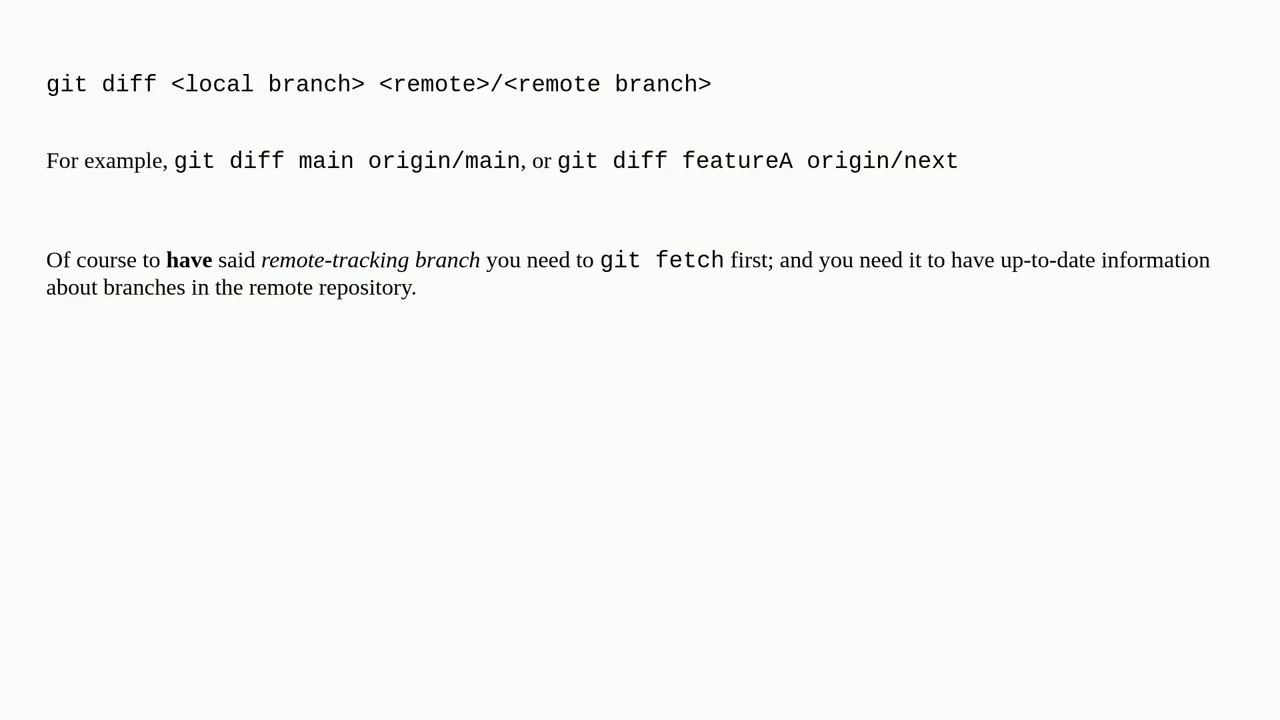 git diff <local branch> <remote>/<remote branch>
For example, git diff main origin/main, or git diff featureA origin/next
Of course to have said remote-tracking branch you need to git fetch first; and you need it to have up-to-date information
about branches in the remote repository.